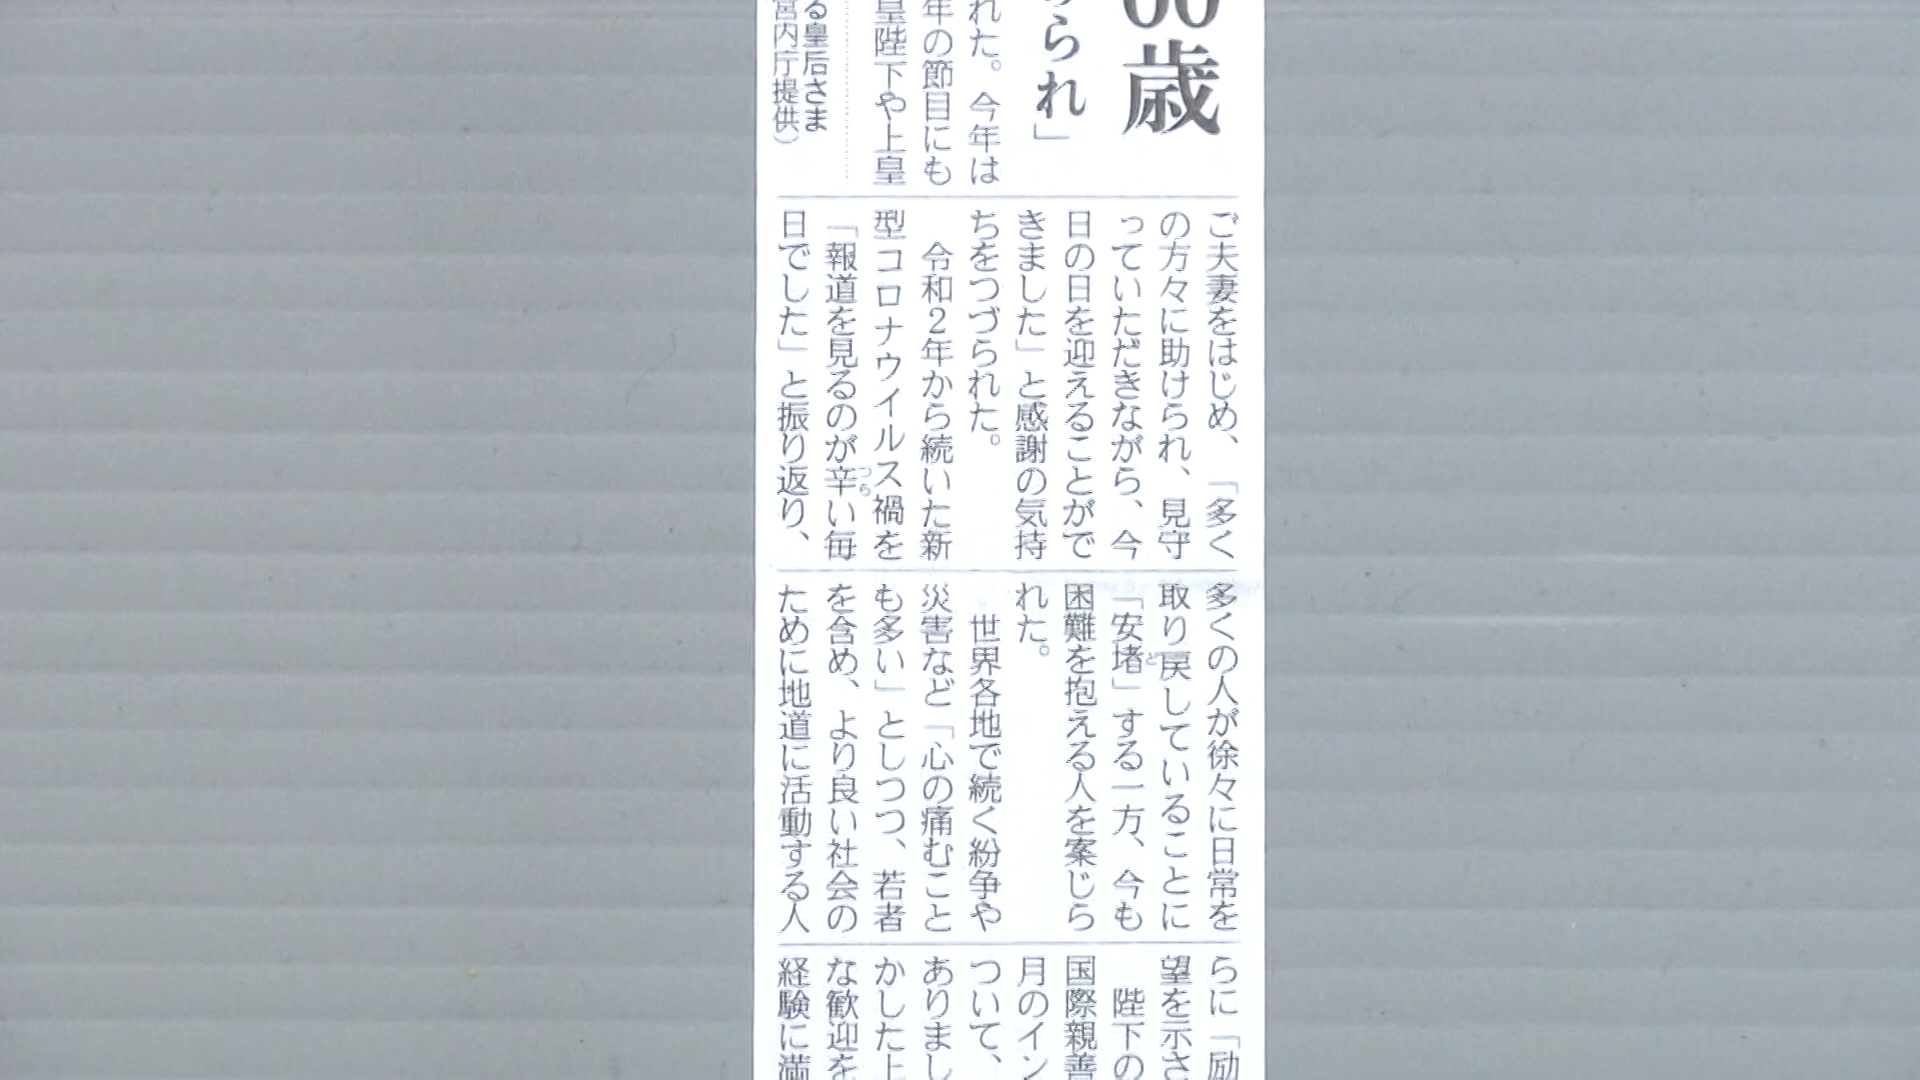 00歳
られ」
れた。今年は
年の節目にも
皇陛下や上皇
る皇后さま
宮内庁提供）
ご夫妻をはじめ、「多く
の方々に助けられ、見守
っていただきながら、今
日の日を迎えることがで
きました」と感謝の気持
ちをつづられた。
令和２年から続いた新
型コロナウイルス禍を
「報道を見るのが辛い毎
つら
日でした」と振り返り、
多くの人が徐々に日常を
取り戻していることに
「安堵」する一方、今も
ど
困難を抱える人を案じら
れた。
世界各地で続く紛争や
災害など「心の痛むこと
も多い」としつつ、若者
を含め、より良い社会の
ために地道に活動する人
らに「励
望を示さ
陛下の
国際親善
月のイン
ついて、
ありまし
かした上
な歓迎を
経験に満